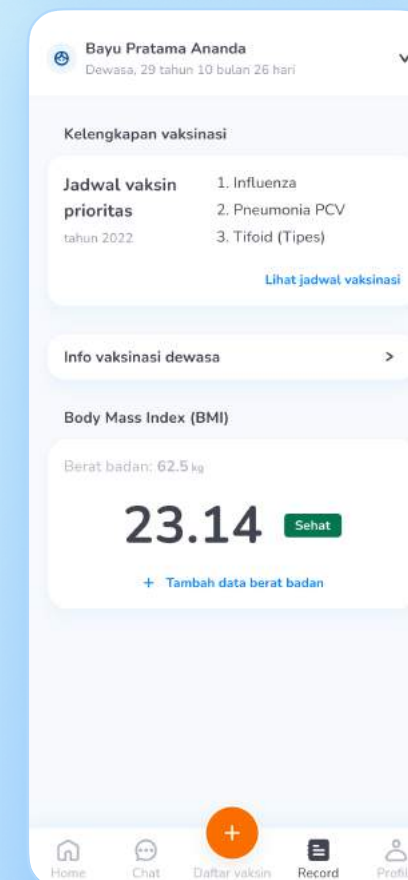 Bayu Pratama Ananda
Dewasa, 29 tahun 10 bulan 26 hari
Kelengkapan vaksinasi
Jadwal vaksin
prioritas
tahun 2022
1. Influenza
2. Pneumonia PCV
3. Tifoid (Tipes)
Lihat jadwal vaksinasi
Info vaksinasi dewasa
Body Mass Index (BMI)
Berat badan: 62.5 kg
23.14 Sehat
+ Tambah data berat badan
Home Chat Daftar vaksin Record Profil